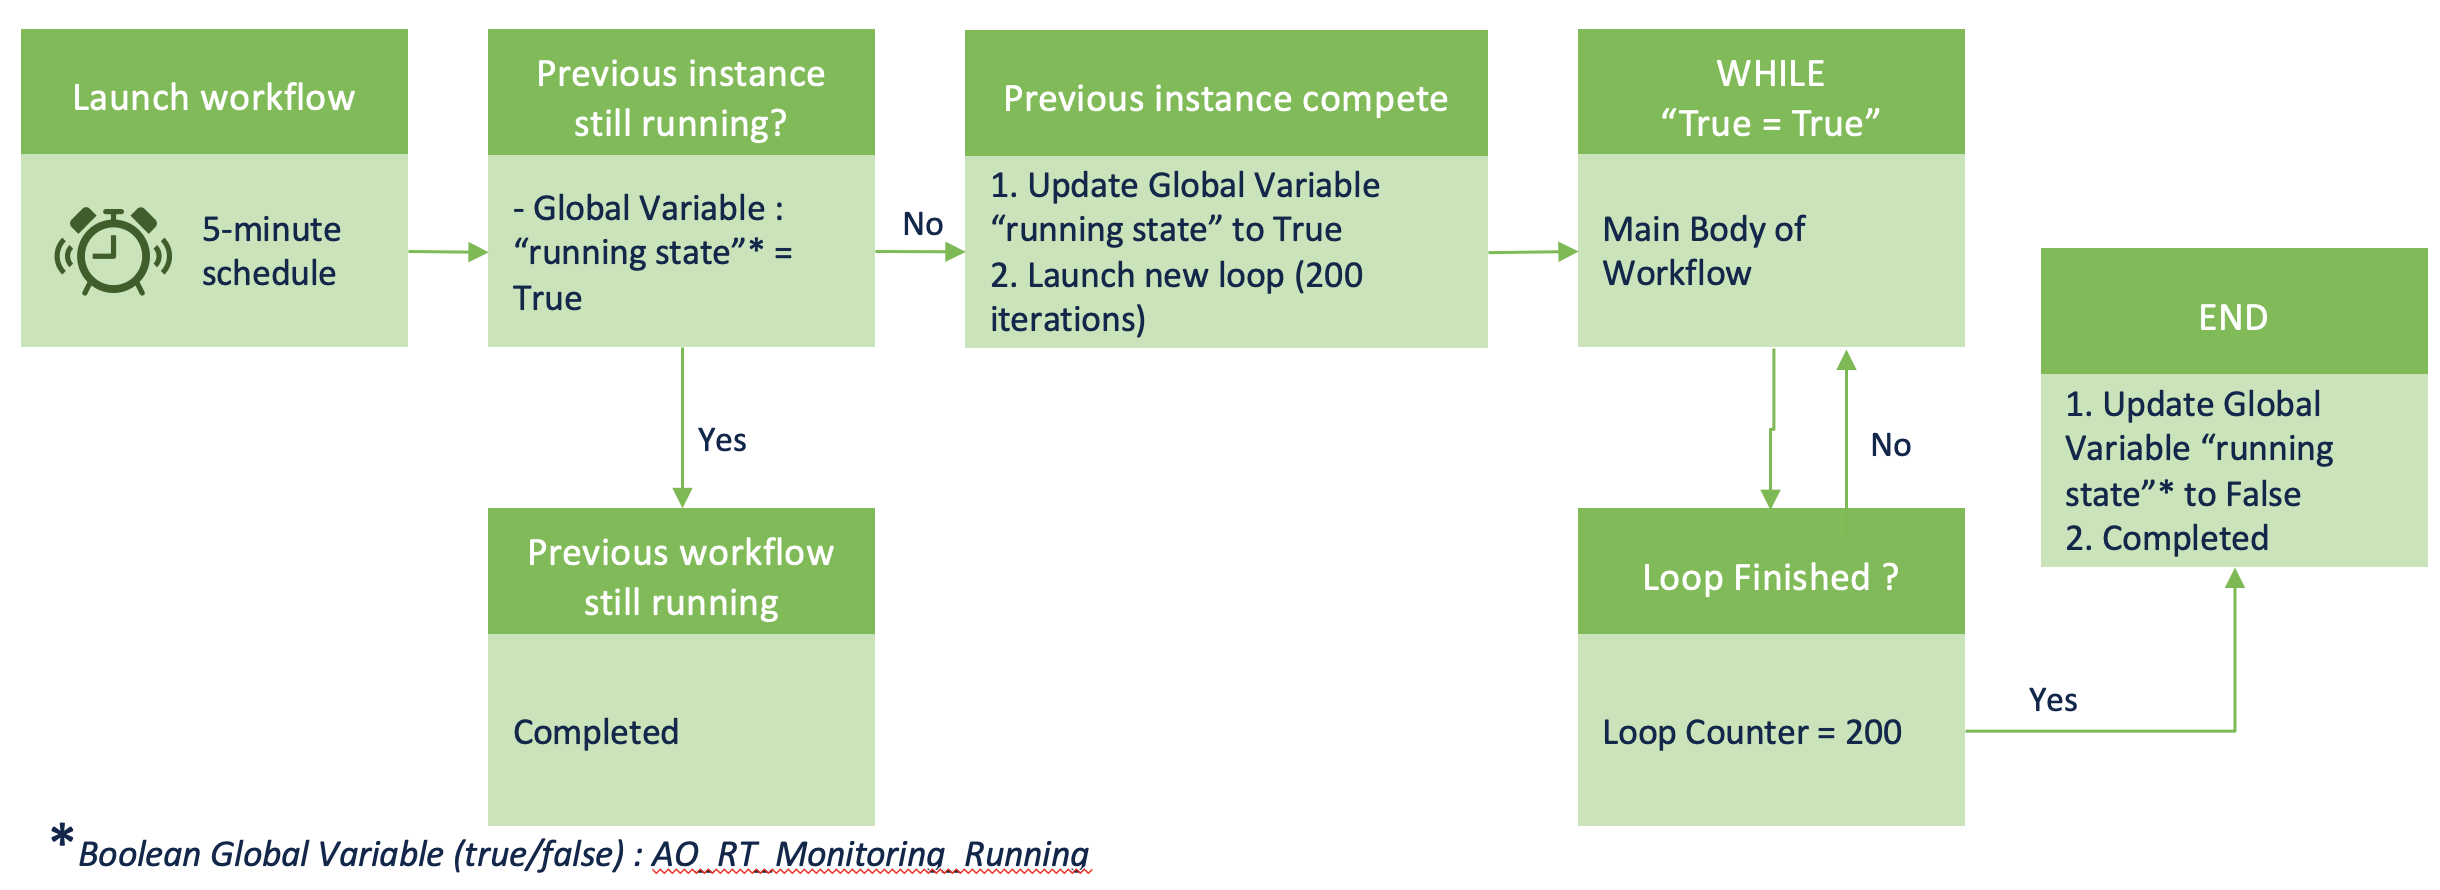 Launch workflow
5-minute
schedule
Previous instance
still running?
- Global Variable :
“running state”* =
True
No
Yes
Previous workflow
still running
Completed
Previous instance compete
1. Update Global Variable
“running state” to True
2. Launch new loop (200
iterations)
WHILE
“True = True”
Main Body of
Workflow
No
Loop Finished ?
Loop Counter = 200
Yes
END
1. Update Global
Variable “running
state”* to False
2. Completed
* Boolean Global Variable (true/false) : AO_RT_Monitoring_Running